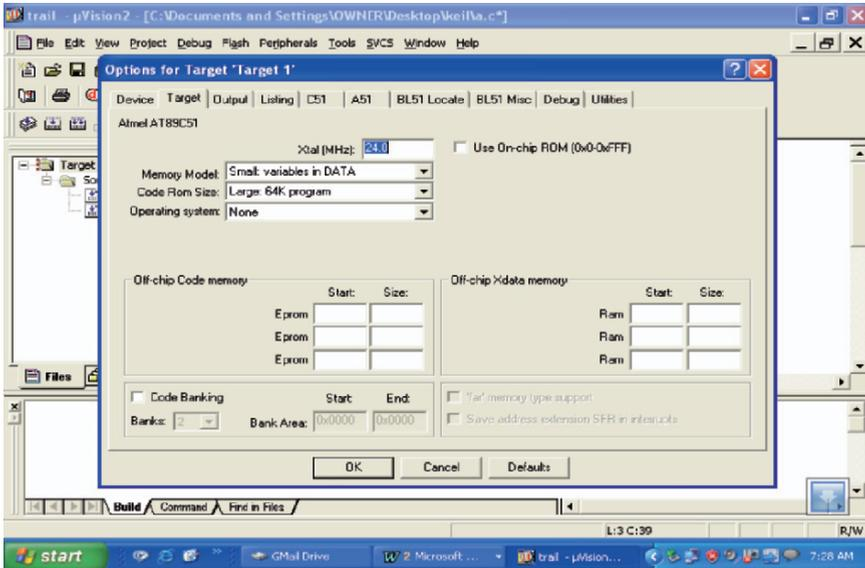 trail - µVision2 - [C:\Documents and Settings\OWNER\Desktop\keil\a.c*]
File Edit View Project Debug Flash Peripherals Tools SVCS Window Help
Options for Target 'Target 1'
Device Target Output Listing C51 A51 BL51 Locate BL51 Misc Debug Utilities
Atmel AT89C51
Xtal (MHz): 24.0
Use On-chip ROM (0x0-0xFFF)
Memory Model: Small: variables in DATA
Code Rom Size: Large: 64K program
Operating system: None
Off-chip Code memory
Start: Size:
Eprom
Eprom
Eprom
Off-chip Xdata memory
Start: Size:
Ram
Ram
Ram
Code Banking
Start: End:
Banks: 2 Bank Area: 0x0000 0x0000
'far' memory type support
Save address extension SFR in interrupts
OK Cancel Defaults
Target
So
Files
Build Command Find in Files
L:3 C:39 R/W
start GMail Drive 2 Microsoft ... trail - µVision... 7:28 AM